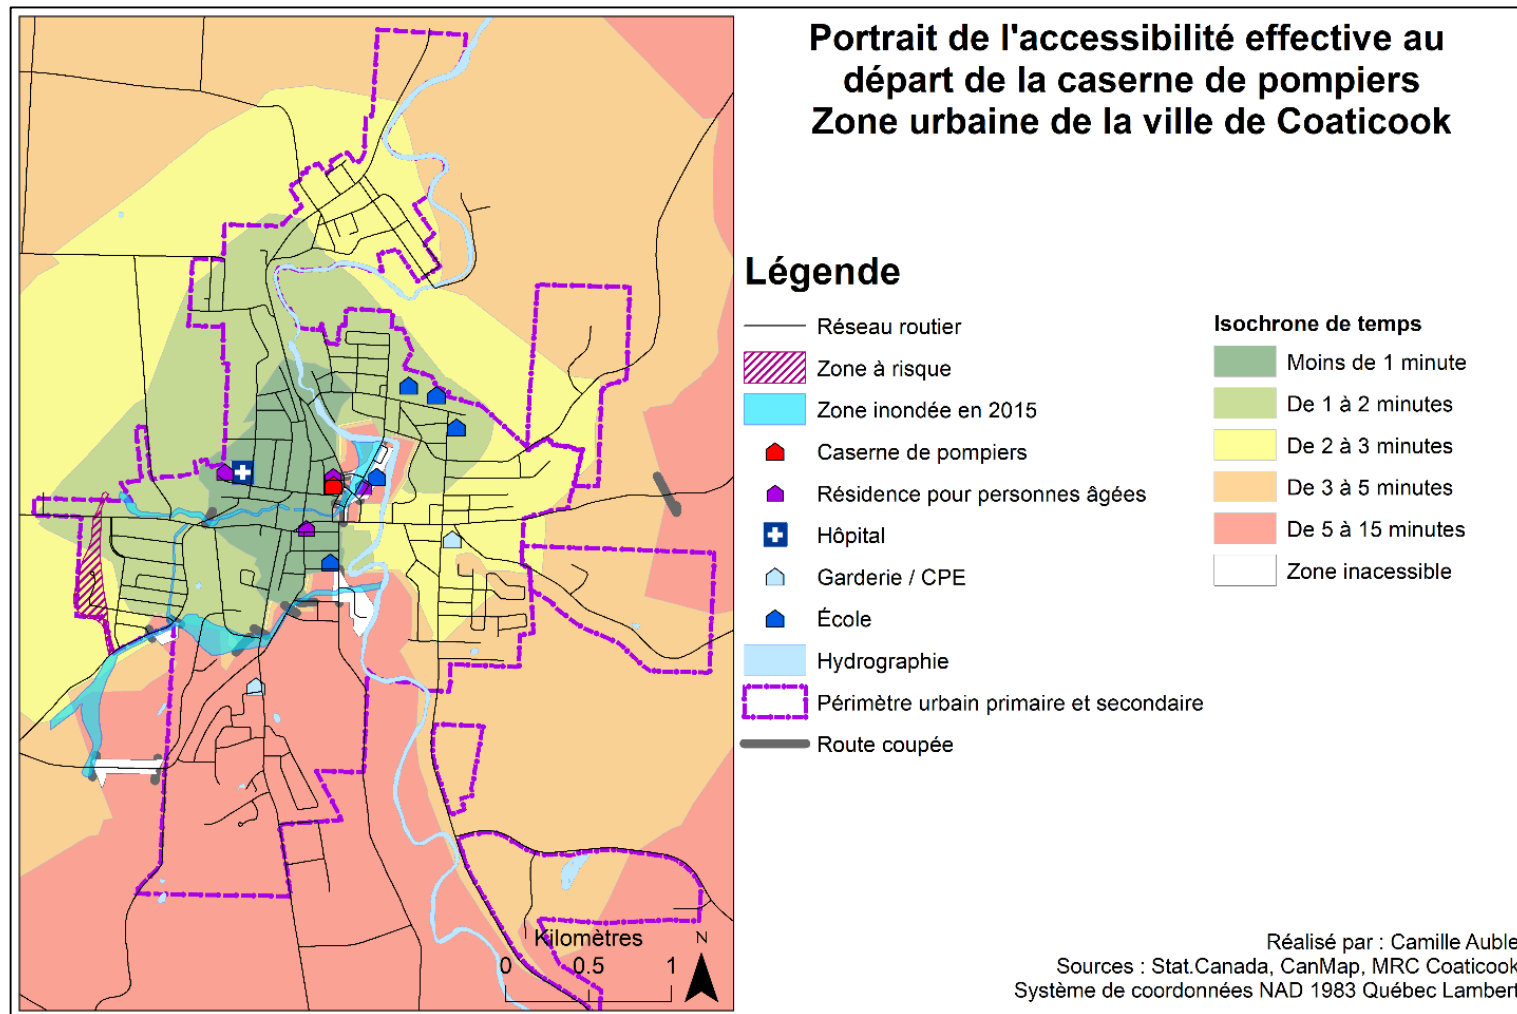 Portrait de l'accessibilité effective au
départ de la caserne de pompiers
Zone urbaine de la ville de Coaticook
Légende
Réseau routier
Zone à risque
Zone inondée en 2015
Caserne de pompiers
Résidence pour personnes âgées
Hôpital
Garderie / CPE
École
Hydrographie
Périmètre urbain primaire et secondaire
Route coupée
Isochrone de temps
Moins de 1 minute
De 1 à 2 minutes
De 2 à 3 minutes
De 3 à 5 minutes
De 5 à 15 minutes
Zone inacessible
Kilomètres
0 0.5 1
N
Réalisé par : Camille Auble
Sources : Stat.Canada, CanMap, MRC Coaticook
Système de coordonnées NAD 1983 Québec Lambert